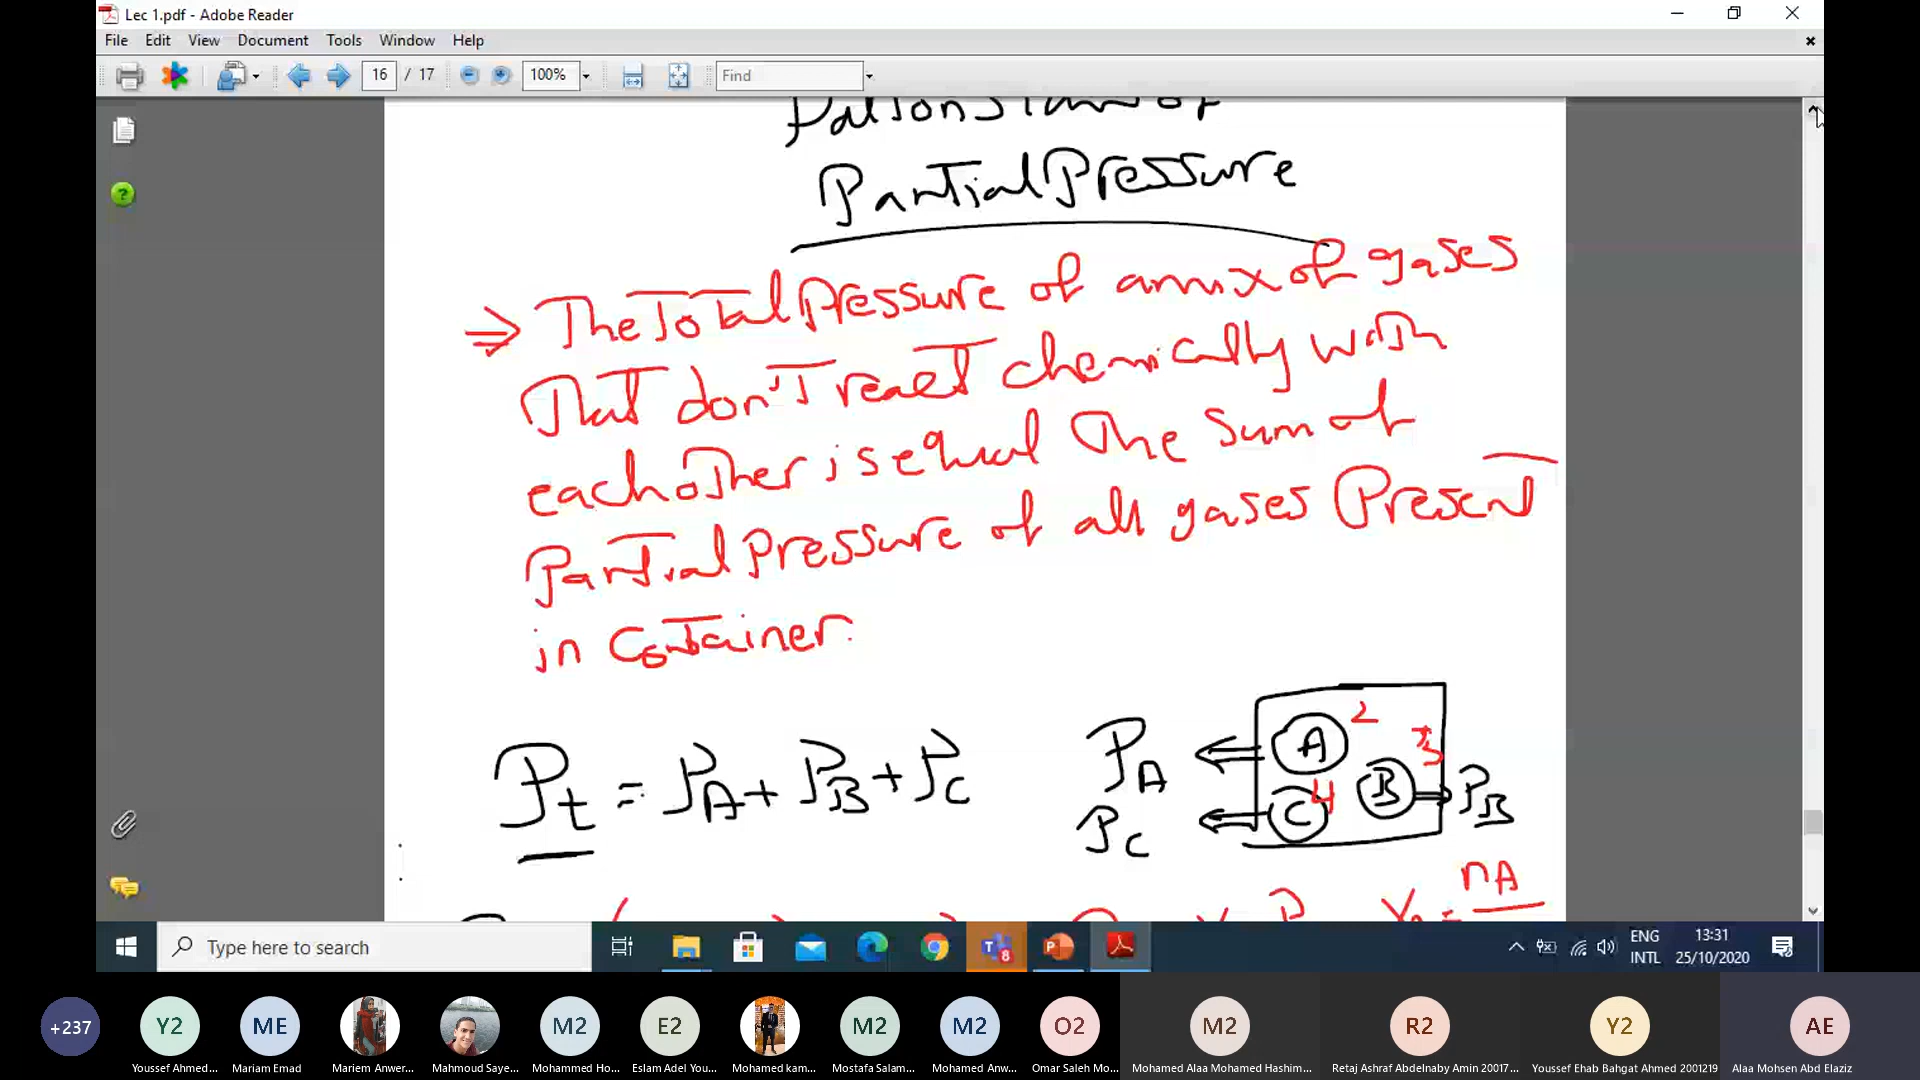 Lec 1.pdf - Adobe Reader
File Edit View Document Tools Window Help
16 / 17 100% Find
Dalton's law of
Partial Pressure
⇒ The Total Pressure of a mix of gases
That don't react chemically with
each other is equal The Sum of
Partial Pressure of all gases Present
in Container.
Pt = PA + PB + PC
PA A 2 3
PC C 4 B PB
nA
Type here to search
8
ENG
INTL
13:31
25/10/2020
+237 Y2 ME M2 E2 M2 M2 O2 M2 R2 Y2 AE
Youssef Ahmed... Mariam Emad Mariem Anwer... Mahmoud Saye... Mohammed Ho... Eslam Adel You... Mohamed kam... Mostafa Salam... Mohamed Anw... Omar Saleh Mo... Mohamed Alaa Mohamed Hashim... Retaj Ashraf Abdelnaby Amin 20017... Youssef Ehab Bahgat Ahmed 2001219 Alaa Mohsen Abd Elaziz